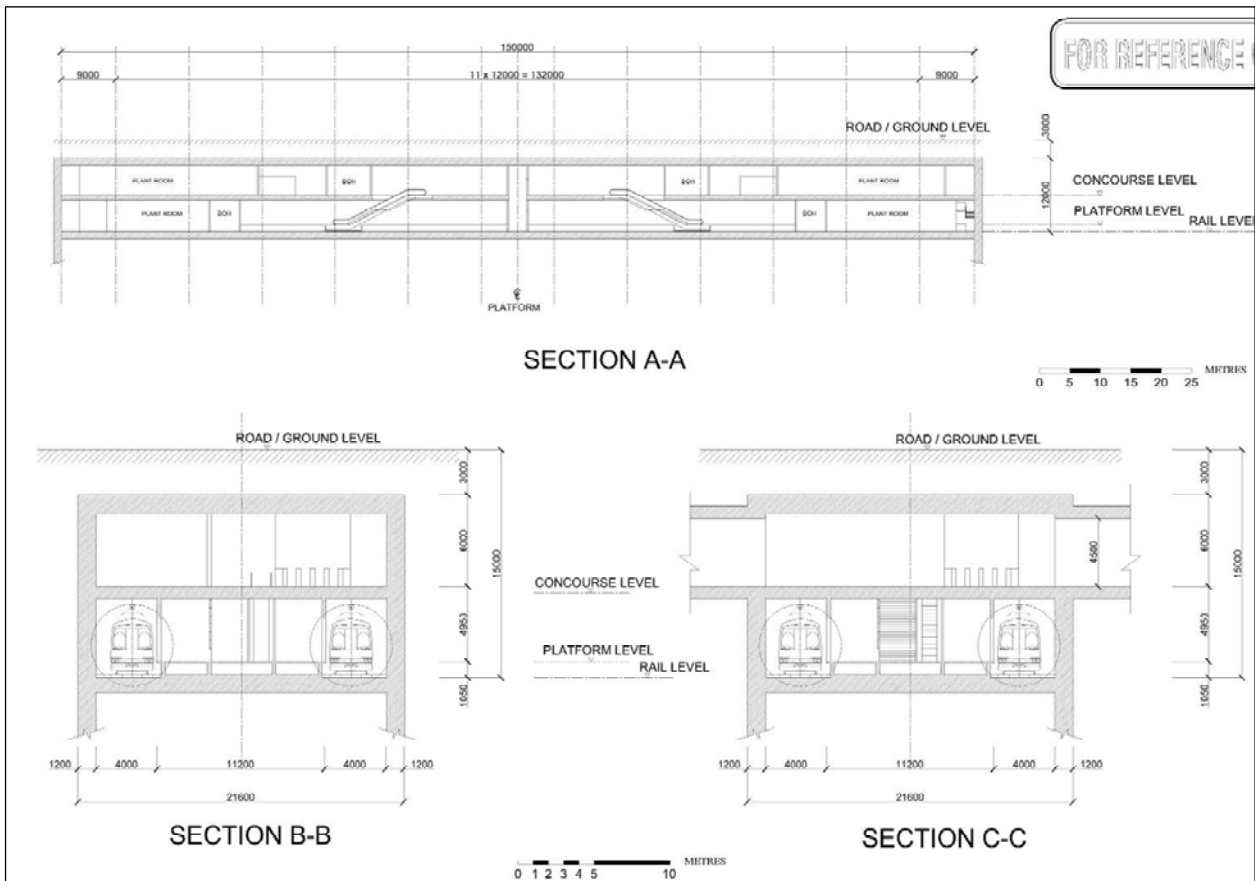 150000
FOR REFERENCE
9000
11 x 12000 = 132000
9000
ROAD / GROUND LEVEL
3000
PLANT ROOM
BOH
BOH
PLANT ROOM
CONCOURSE LEVEL
12000
PLANT ROOM
BOH
BOH
PLANT ROOM
PLATFORM LEVEL
RAIL LEVEL
PLATFORM
SECTION A-A
METRES
0 5 10 15 20 25
ROAD / GROUND LEVEL
ROAD / GROUND LEVEL
3000
3000
6000
15000
4500
6000
15000
CONCOURSE LEVEL
4950
4950
PLATFORM LEVEL
RAIL LEVEL
1050
1050
1200 4000 11200 4000 1200
1200 4000 11200 4000 1200
21600
21600
SECTION B-B
SECTION C-C
METRES
0 1 2 3 4 5 10